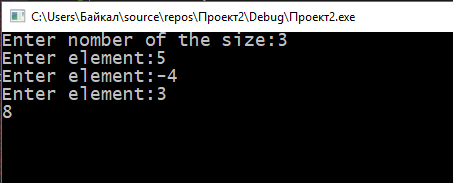 C:\Users\Байкал\source\repos\Проект2\Debug\Проект2.exe
Enter nomber of the size:3
Enter element:5
Enter element:-4
Enter element:3
8